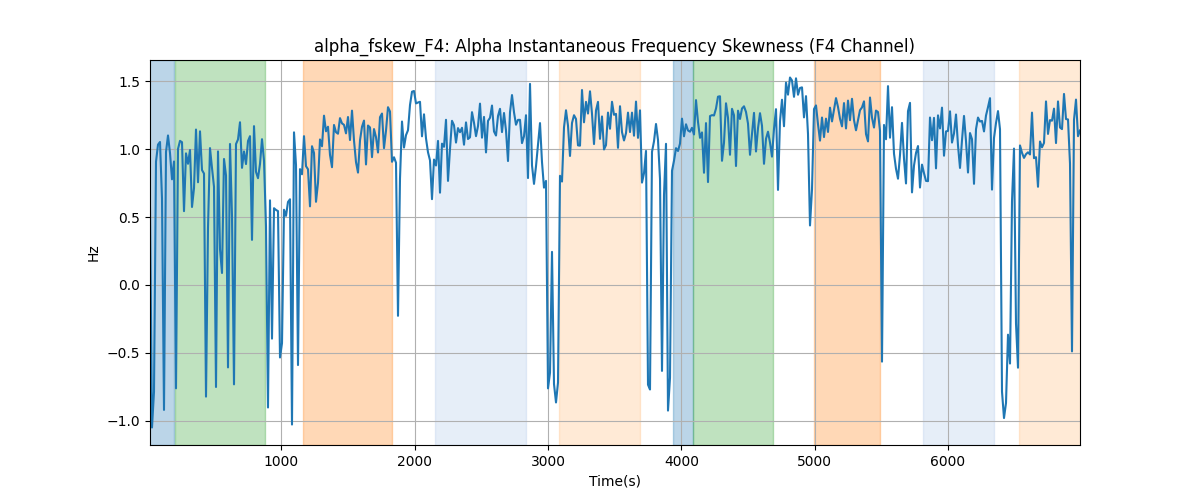 alpha_fskew_F4: Alpha Instantaneous Frequency Skewness (F4 Channel)
1.5
1.0
0.5
0.0
−0.5
−1.0
Hz
1000 2000 3000 4000 5000 6000
Time(s)